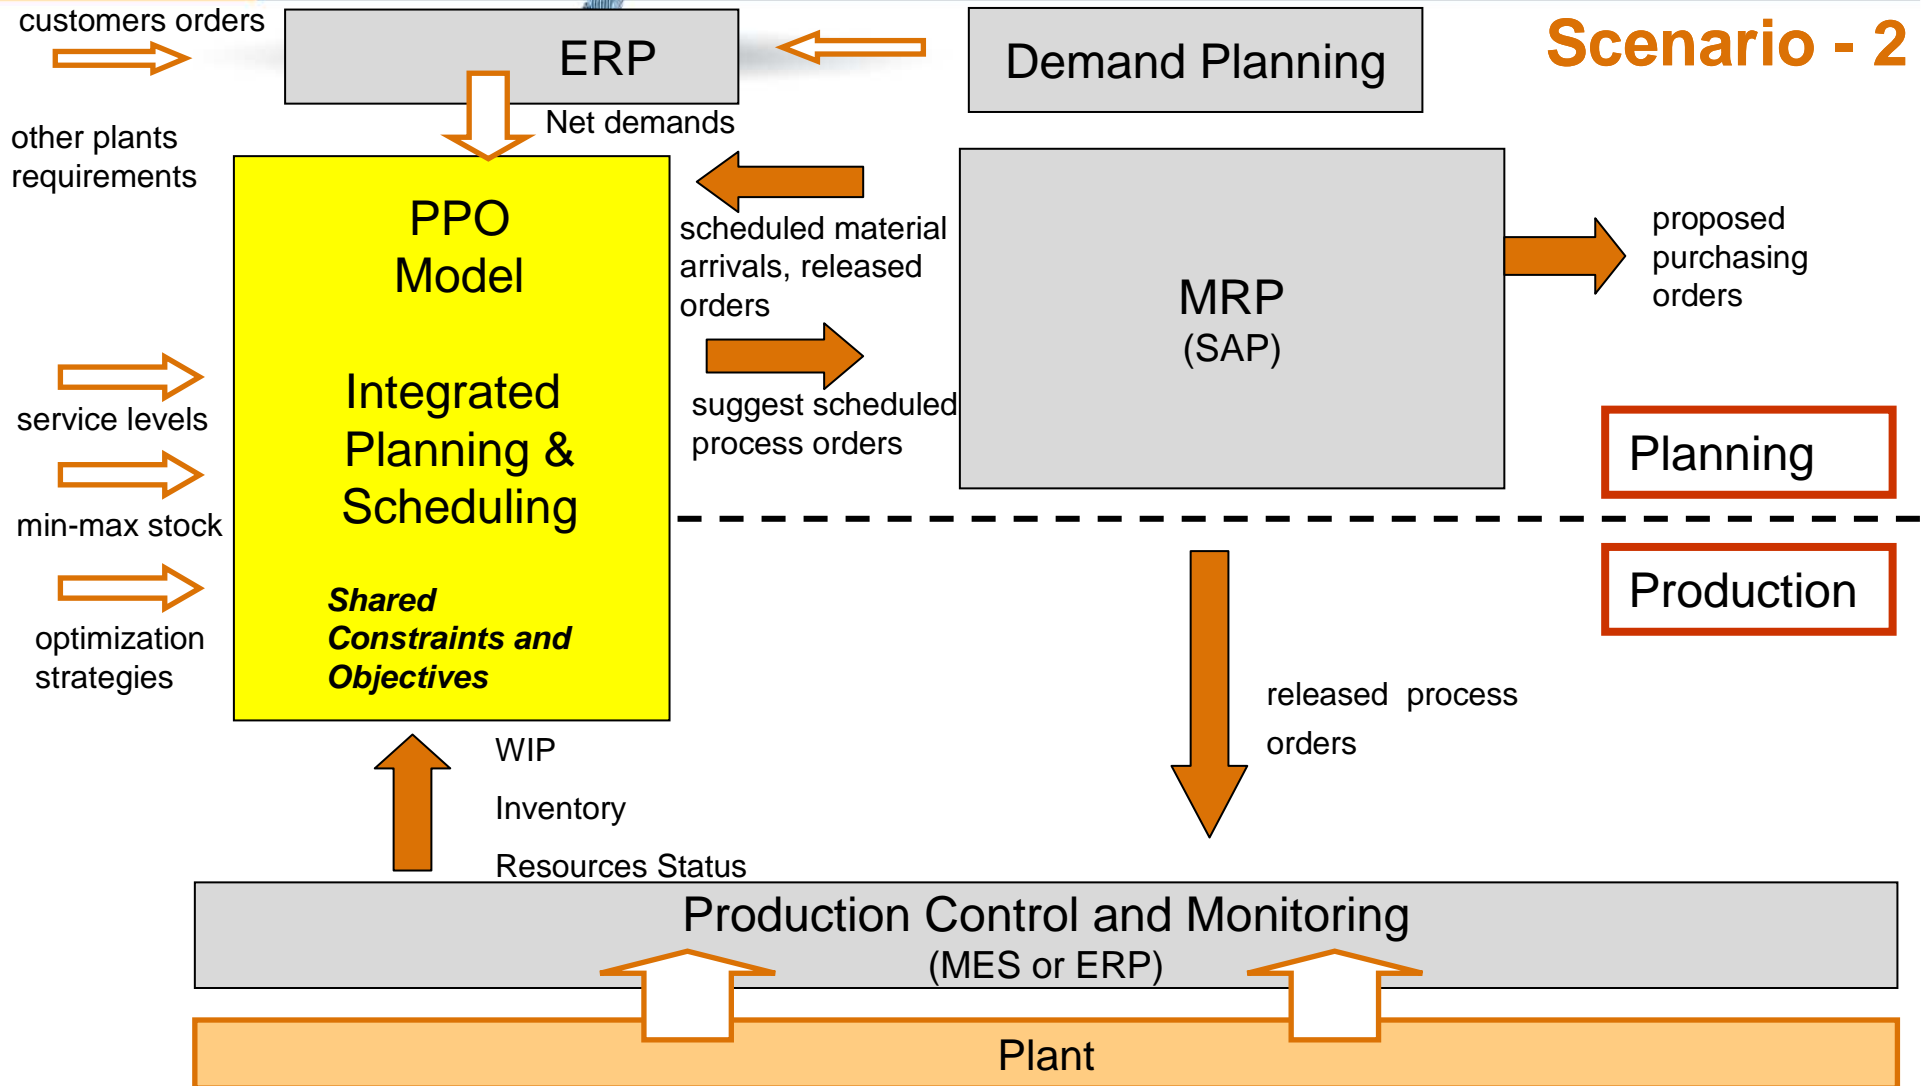 customers orders
ERP
Demand Planning
Scenario - 2
Net demands
other plants
requirements
PPO
Model
Integrated
Planning &
Scheduling
Shared
Constraints and
Objectives
scheduled material
arrivals, released
orders
suggest scheduled
process orders
MRP
(SAP)
proposed
purchasing
orders
service levels
min-max stock
optimization
strategies
Planning
Production
released process
orders
WIP
Inventory
Resources Status
Production Control and Monitoring
(MES or ERP)
Plant